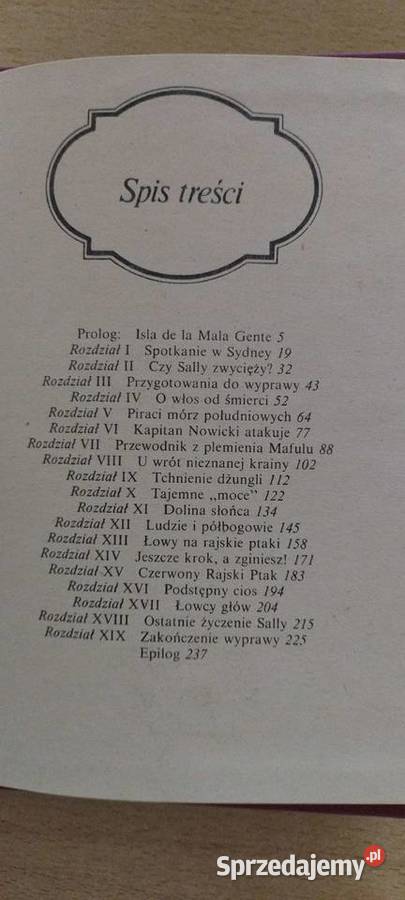 Spis treści
Prolog: Isla de la Mala Gente 5
Rozdział I Spotkanie w Sydney 19
Rozdział II Czy Sally zwycięży? 32
Rozdział III Przygotowania do wyprawy 43
Rozdział IV O włos od śmierci 52
Rozdział V Piraci mórz południowych 64
Rozdział VI Kapitan Nowicki atakuje 77
Rozdział VII Przewodnik z plemienia Mafulu 88
Rozdział VIII U wrót nieznanej krainy 102
Rozdział IX Tchnienie dżungli 112
Rozdział X Tajemne „moce” 122
Rozdział XI Dolina słońca 134
Rozdział XII Ludzie i półbogowie 145
Rozdział XIII Łowy na rajskie ptaki 158
Rozdział XIV Jeszcze krok, a zginiesz! 171
Rozdział XV Czerwony Rajski Ptak 183
Rozdział XVI Podstępny cios 194
Rozdział XVII Łowcy głów 204
Rozdział XVIII Ostatnie życzenie Sally 215
Rozdział XIX Zakończenie wyprawy 225
Epilog 237
Sprzedajemy.pl